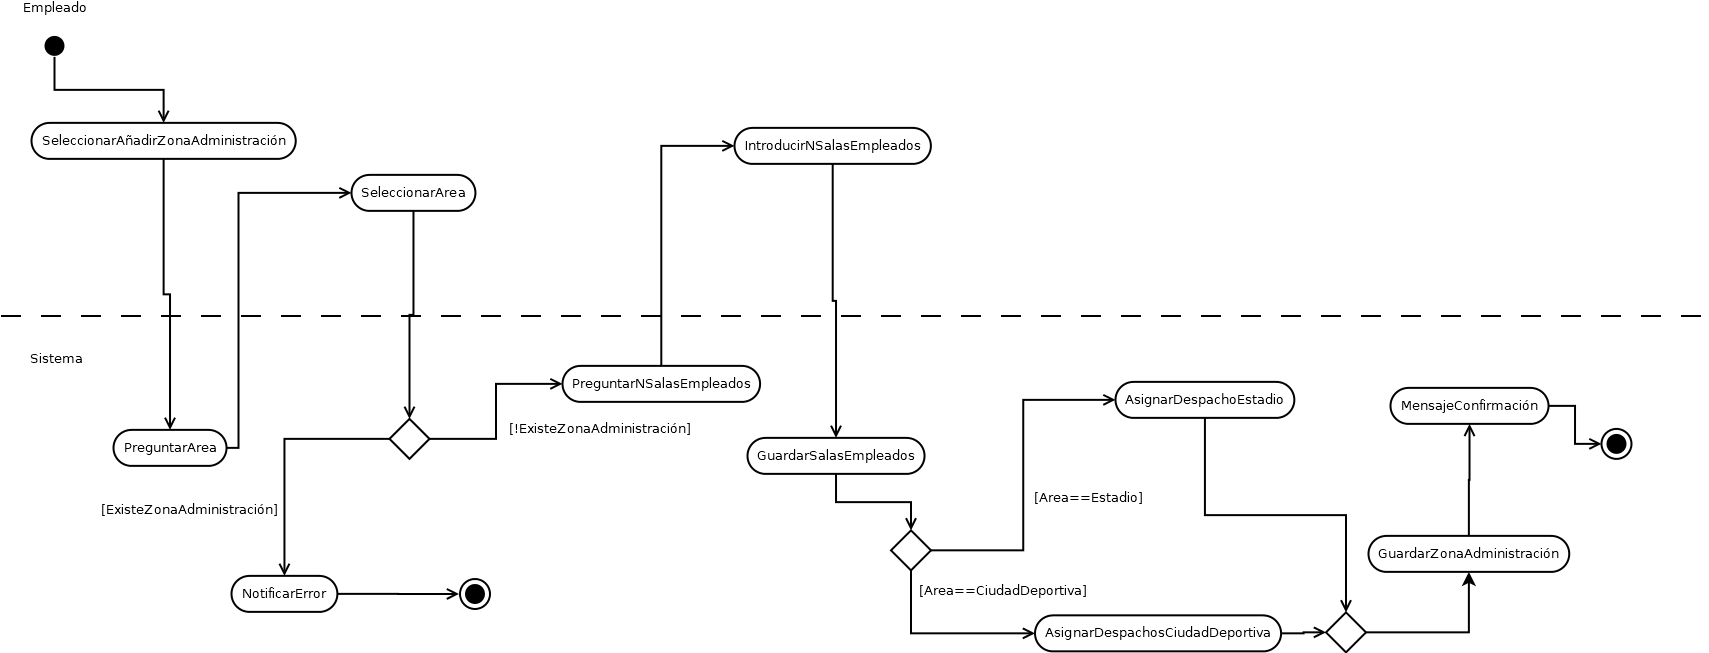 Empleado
SeleccionarAñadirZonaAdministración
IntroducirNSalasEmpleados
SeleccionarArea
Sistema
PreguntarNSalasEmpleados
AsignarDespachoEstadio
MensajeConfirmación
[!ExisteZonaAdministración]
PreguntarArea
GuardarSalasEmpleados
[Area==Estadio]
[ExisteZonaAdministración]
GuardarZonaAdministración
[Area==CiudadDeportiva]
NotificarError
AsignarDespachosCiudadDeportiva